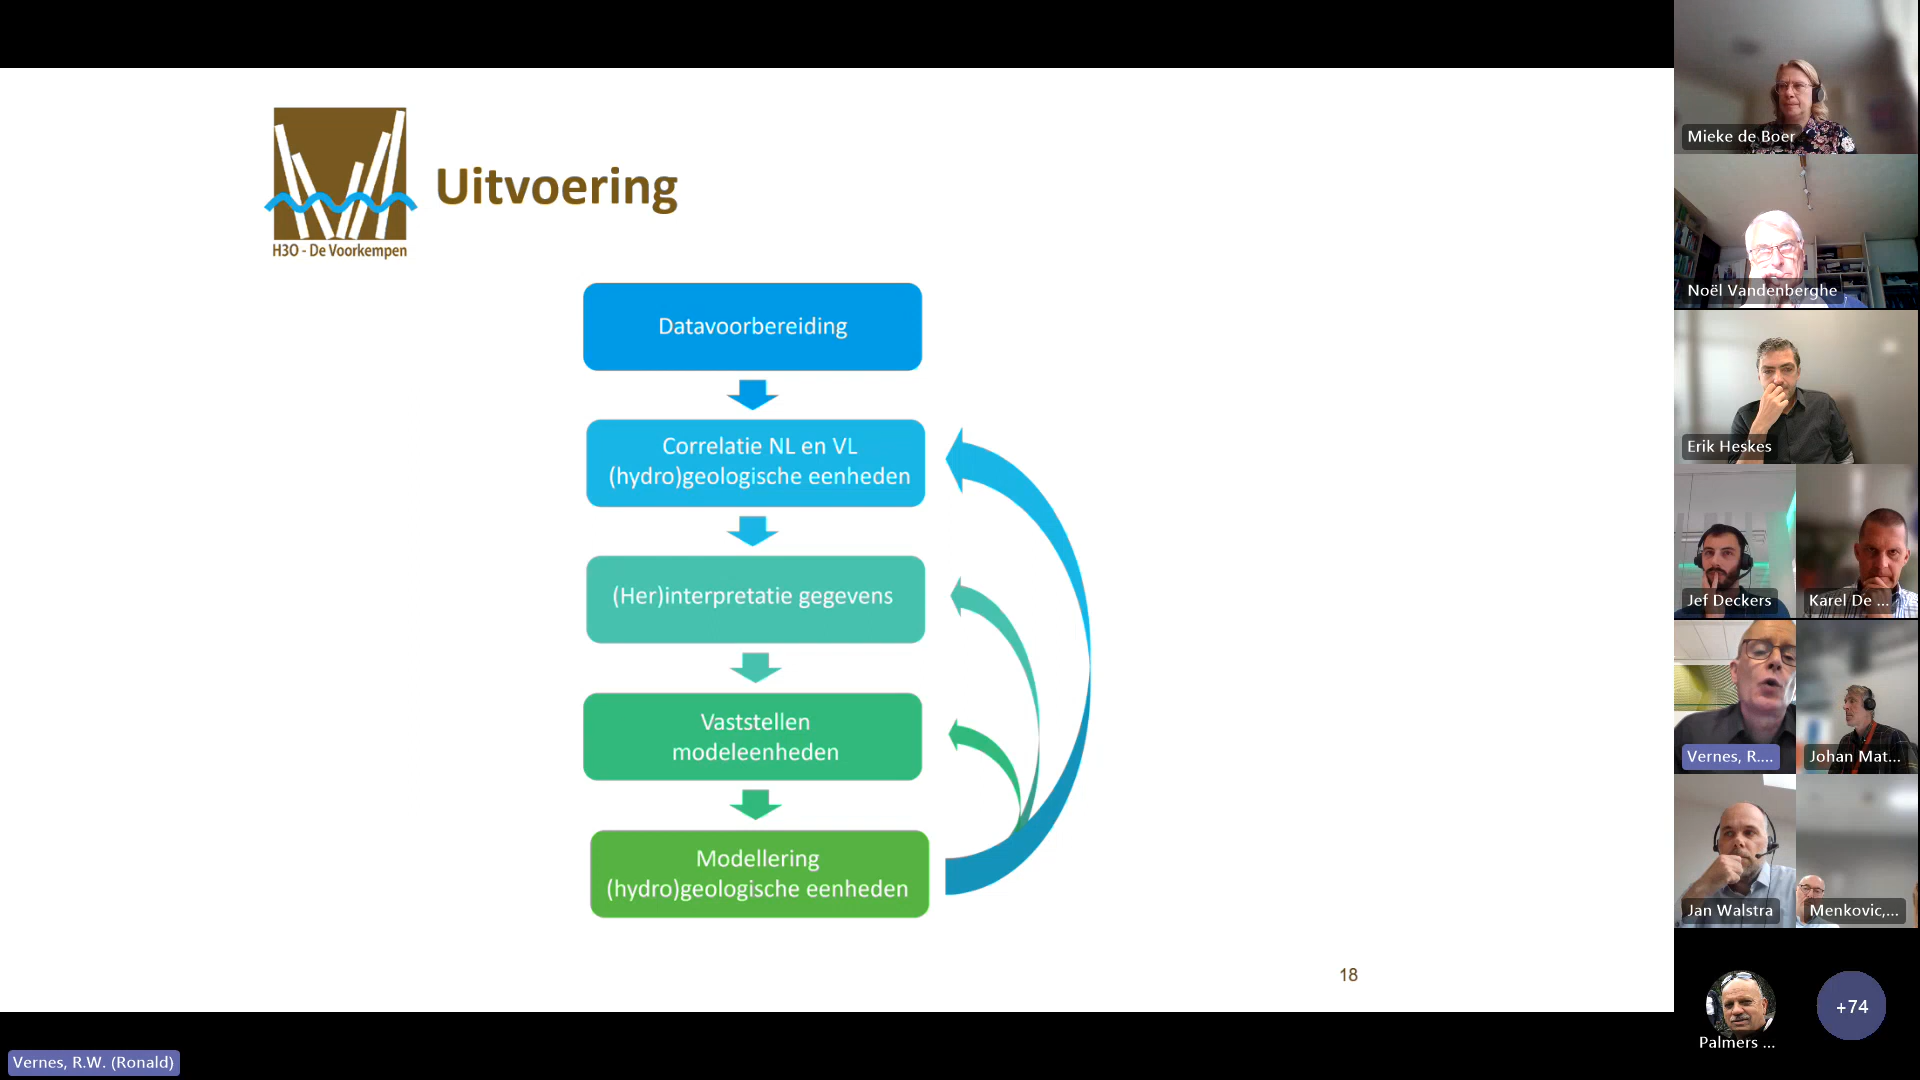 H3O - De Voorkempen
Uitvoering
Datavoorbereiding
Correlatie NL en VL
(hydro)geologische eenheden
(Her)interpretatie gegevens
Vaststellen
modeleenheden
Modellering
(hydro)geologische eenheden
18
Mieke de Boer
Noël Vandenberghe
Erik Heskes
Jef Deckers
Karel De ...
Vernes, R....
Johan Mat...
Jan Walstra
Menkovic,...
Palmers ...
+74
Vernes, R.W. (Ronald)